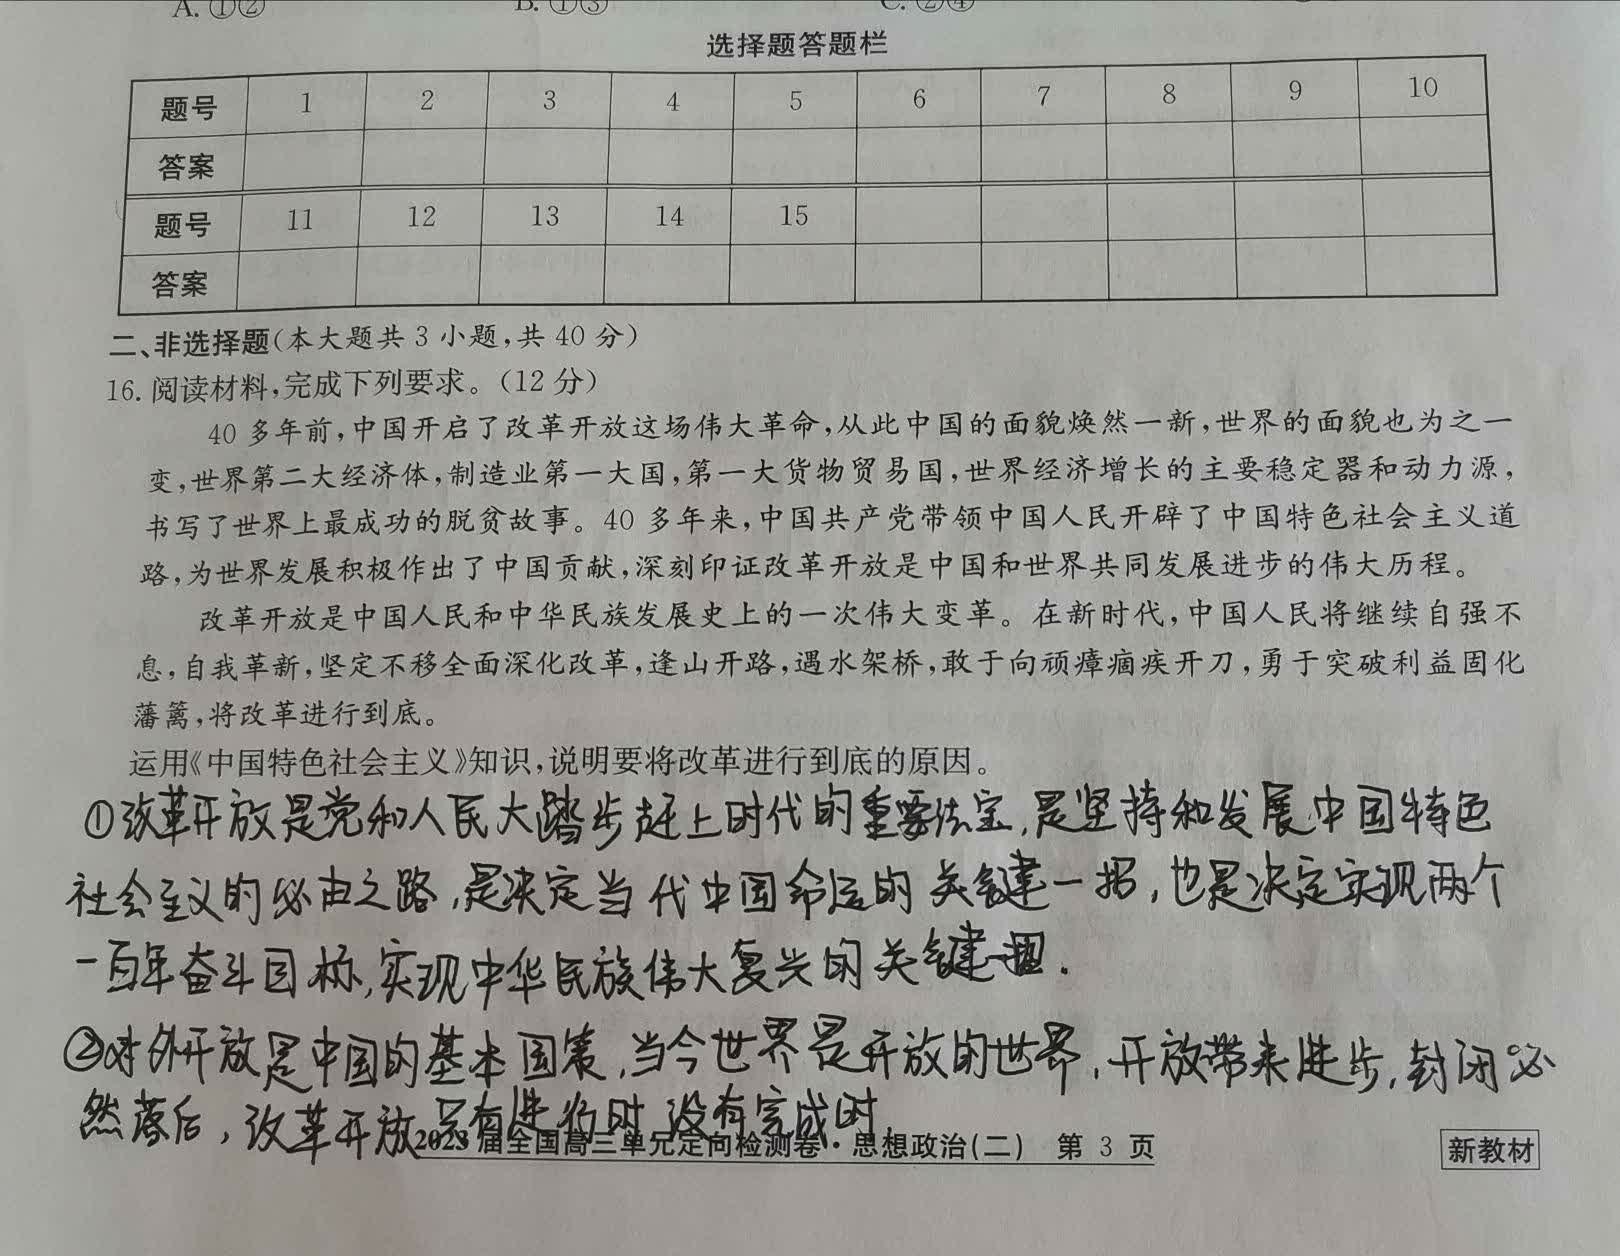 A. ①② B. ①③ C. ②④
选择题答题栏
题号 1 2 3 4 5 6 7 8 9 10
答案
题号 11 12 13 14 15
答案
二、非选择题(本大题共 3 小题,共 40 分)
16. 阅读材料,完成下列要求。(12 分)
40 多年前,中国开启了改革开放这场伟大革命,从此中国的面貌焕然一新,世界的面貌也为之一
变,世界第二大经济体,制造业第一大国,第一大货物贸易国,世界经济增长的主要稳定器和动力源,
书写了世界上最成功的脱贫故事。40 多年来,中国共产党带领中国人民开辟了中国特色社会主义道
路,为世界发展积极作出了中国贡献,深刻印证改革开放是中国和世界共同发展进步的伟大历程。
改革开放是中国人民和中华民族发展史上的一次伟大变革。在新时代,中国人民将继续自强不
息,自我革新,坚定不移全面深化改革,逢山开路,遇水架桥,敢于向顽瘴痼疾开刀,勇于突破利益固化
藩篱,将改革进行到底。
运用《中国特色社会主义》知识,说明要将改革进行到底的原因。
①改革开放是党和人民大踏步赶上时代的重要法宝,是坚持和发展中国特色
社会主义的必由之路,是决定当代中国命运的关键一招,也是决定实现两个
一百年奋斗目标,实现中华民族伟大复兴的关键一招.
②对外开放是中国的基本国策,当今世界是开放的世界,开放带来进步,封闭必
然落后,改革开放只有进行时 没有完成时.
2023 届全国高三单元定向检测卷·思想政治(二) 第 3 页
新教材